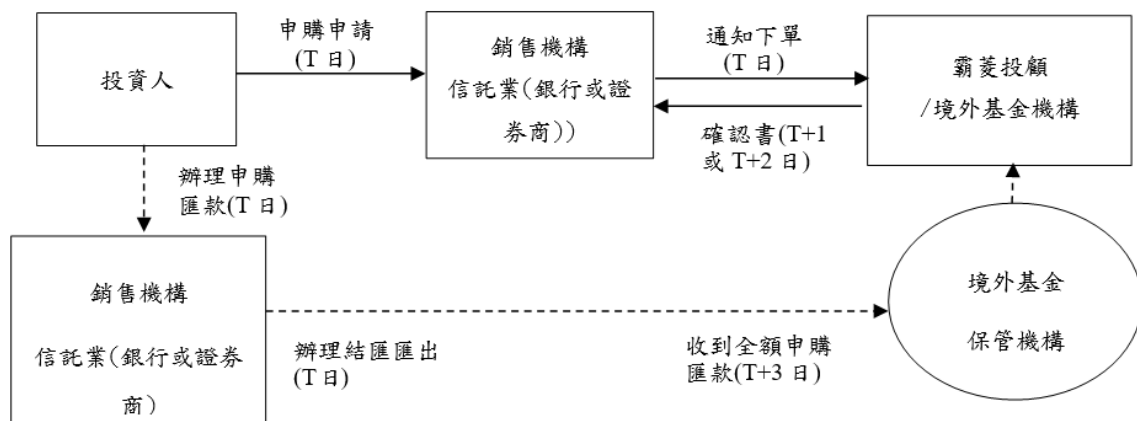 投資人
申購申請
(T 日)
銷售機構
信託業(銀行或證
券商))
通知下單
(T 日)
確認書(T+1
或 T+2 日)
霸菱投顧
/境外基金機構
辦理申購
匯款(T 日)
銷售機構
信託業(銀行或證券
商)
辦理結匯匯出
(T日)
收到全額申購
匯款(T+3 日)
境外基金
保管機構